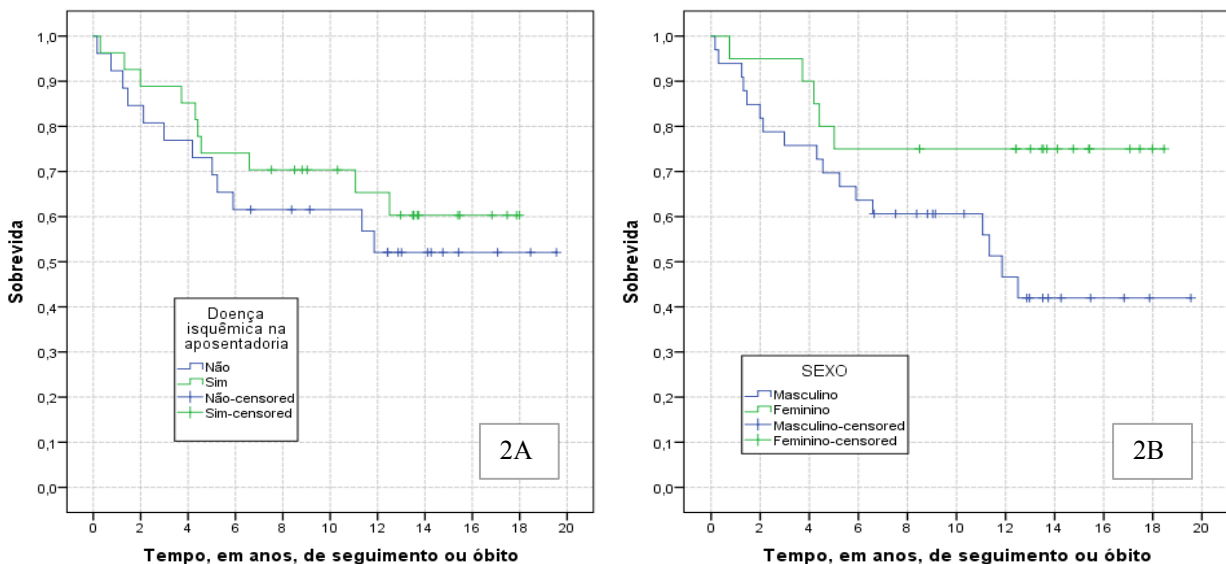 1,0
0,9
0,8
0,7
0,6
0,5
0,4
0,3
0,2
0,1
0,0
Sobrevida
Doença
isquêmica na
aposentadoria
Não
Sim
Não-censored
Sim-censored
2A
0 2 4 6 8 10 12 14 16 18 20
Tempo, em anos, de seguimento ou óbito
1,0
0,9
0,8
0,7
0,6
0,5
0,4
0,3
0,2
0,1
0,0
Sobrevida
SEXO
Masculino
Feminino
Masculino-censored
Feminino-censored
2B
0 2 4 6 8 10 12 14 16 18 20
Tempo, em anos, de seguimento ou óbito